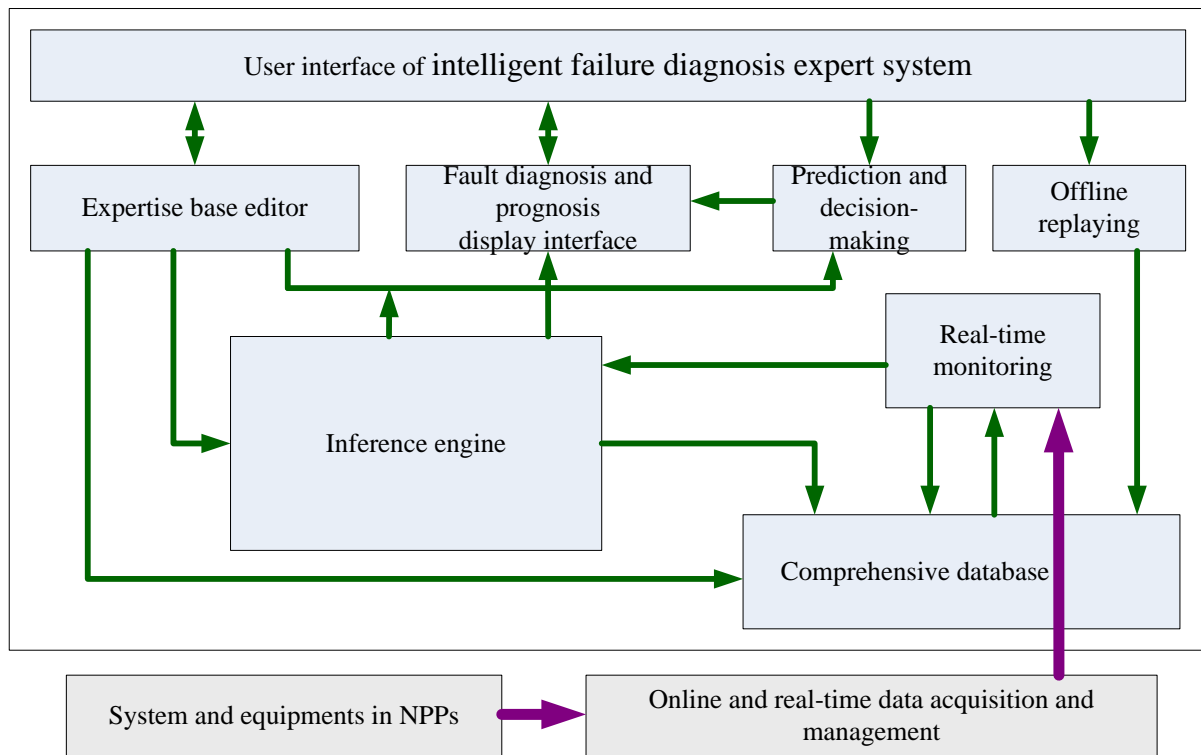 User interface of intelligent failure diagnosis expert system
Expertise base editor
Fault diagnosis and
prognosis
display interface
Prediction and
decision-
making
Offline
replaying
Real-time
monitoring
Inference engine
Comprehensive database
System and equipments in NPPs
Online and real-time data acquisition and
management